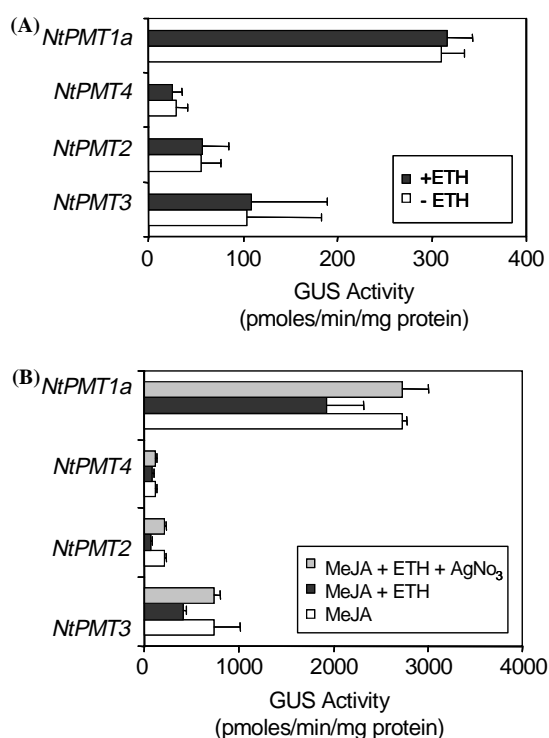 (A)
NtPMT1a
NtPMT4
NtPMT2
NtPMT3
+ETH
- ETH
0 100 200 300 400
GUS Activity
(pmoles/min/mg protein)
(B)
NtPMT1a
NtPMT4
NtPMT2
NtPMT3
MeJA + ETH + AgNo₃
MeJA + ETH
MeJA
0 1000 2000 3000 4000
GUS Activity
(pmoles/min/mg protein)